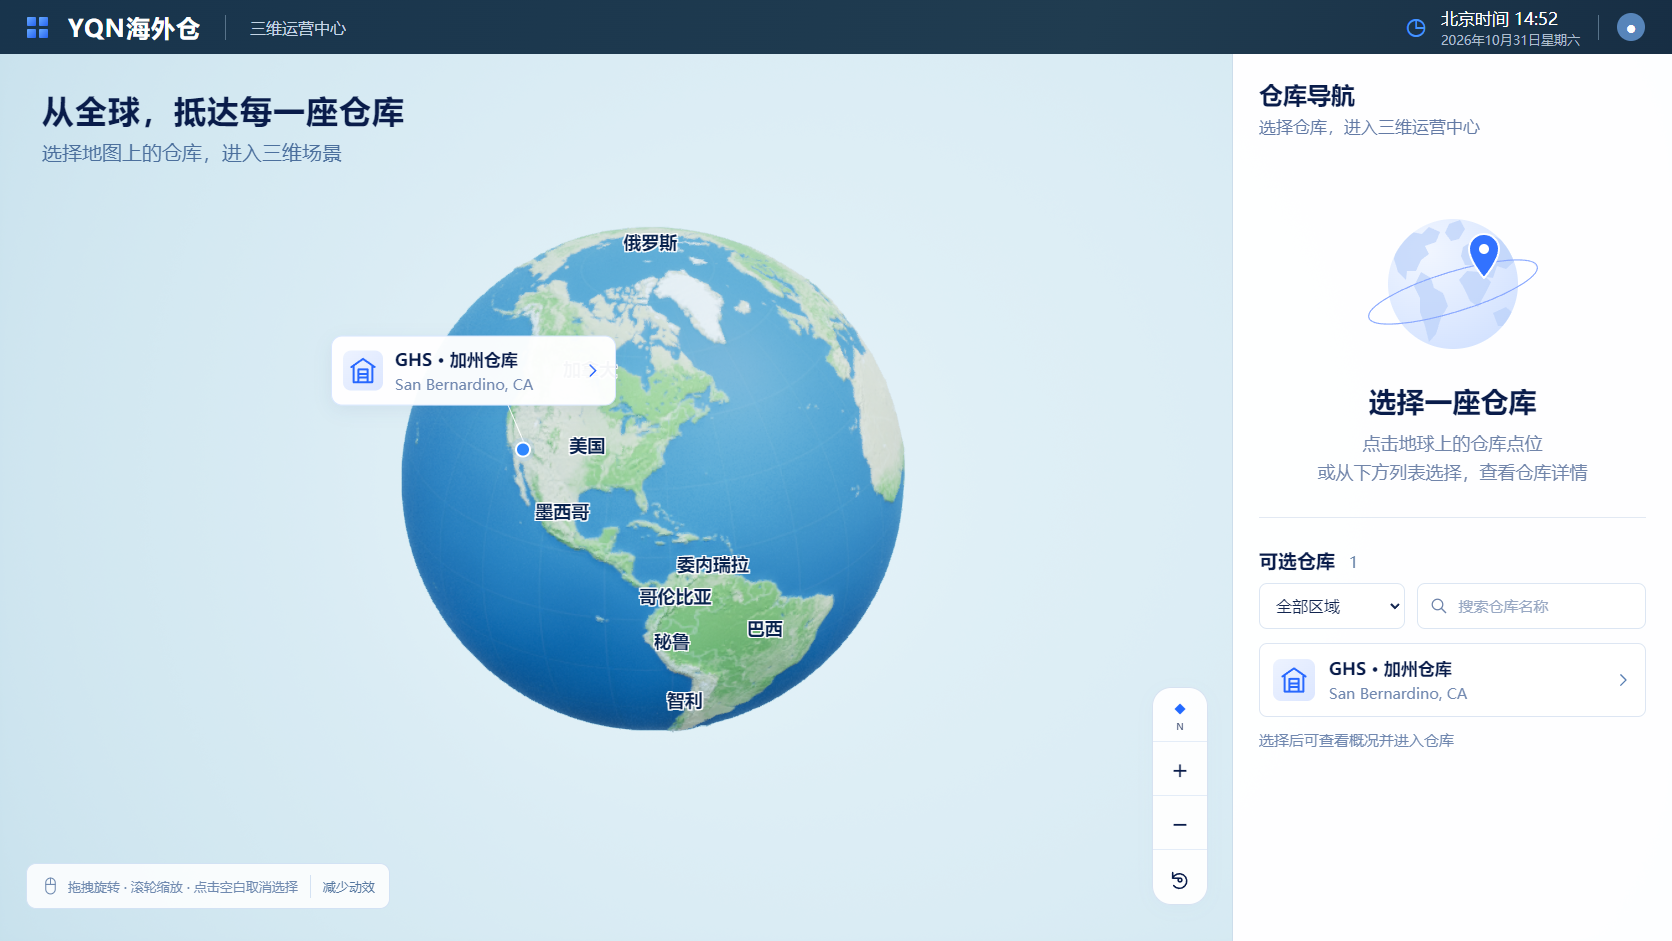 YQN海外仓
三维运营中心
北京时间 14:52
2026年10月31日星期六
从全球，抵达每一座仓库
选择地图上的仓库，进入三维场景
俄罗斯
GHS • 加州仓库
San Bernardino, CA
加拿大
美国
墨西哥
委内瑞拉
哥伦比亚
巴西
秘鲁
智利
N
拖拽旋转 · 滚轮缩放 · 点击空白取消选择
减少动效
仓库导航
选择仓库，进入三维运营中心
选择一座仓库
点击地球上的仓库点位
或从下方列表选择，查看仓库详情
可选仓库 1
全部区域
搜索仓库名称
GHS • 加州仓库
San Bernardino, CA
选择后可查看概况并进入仓库